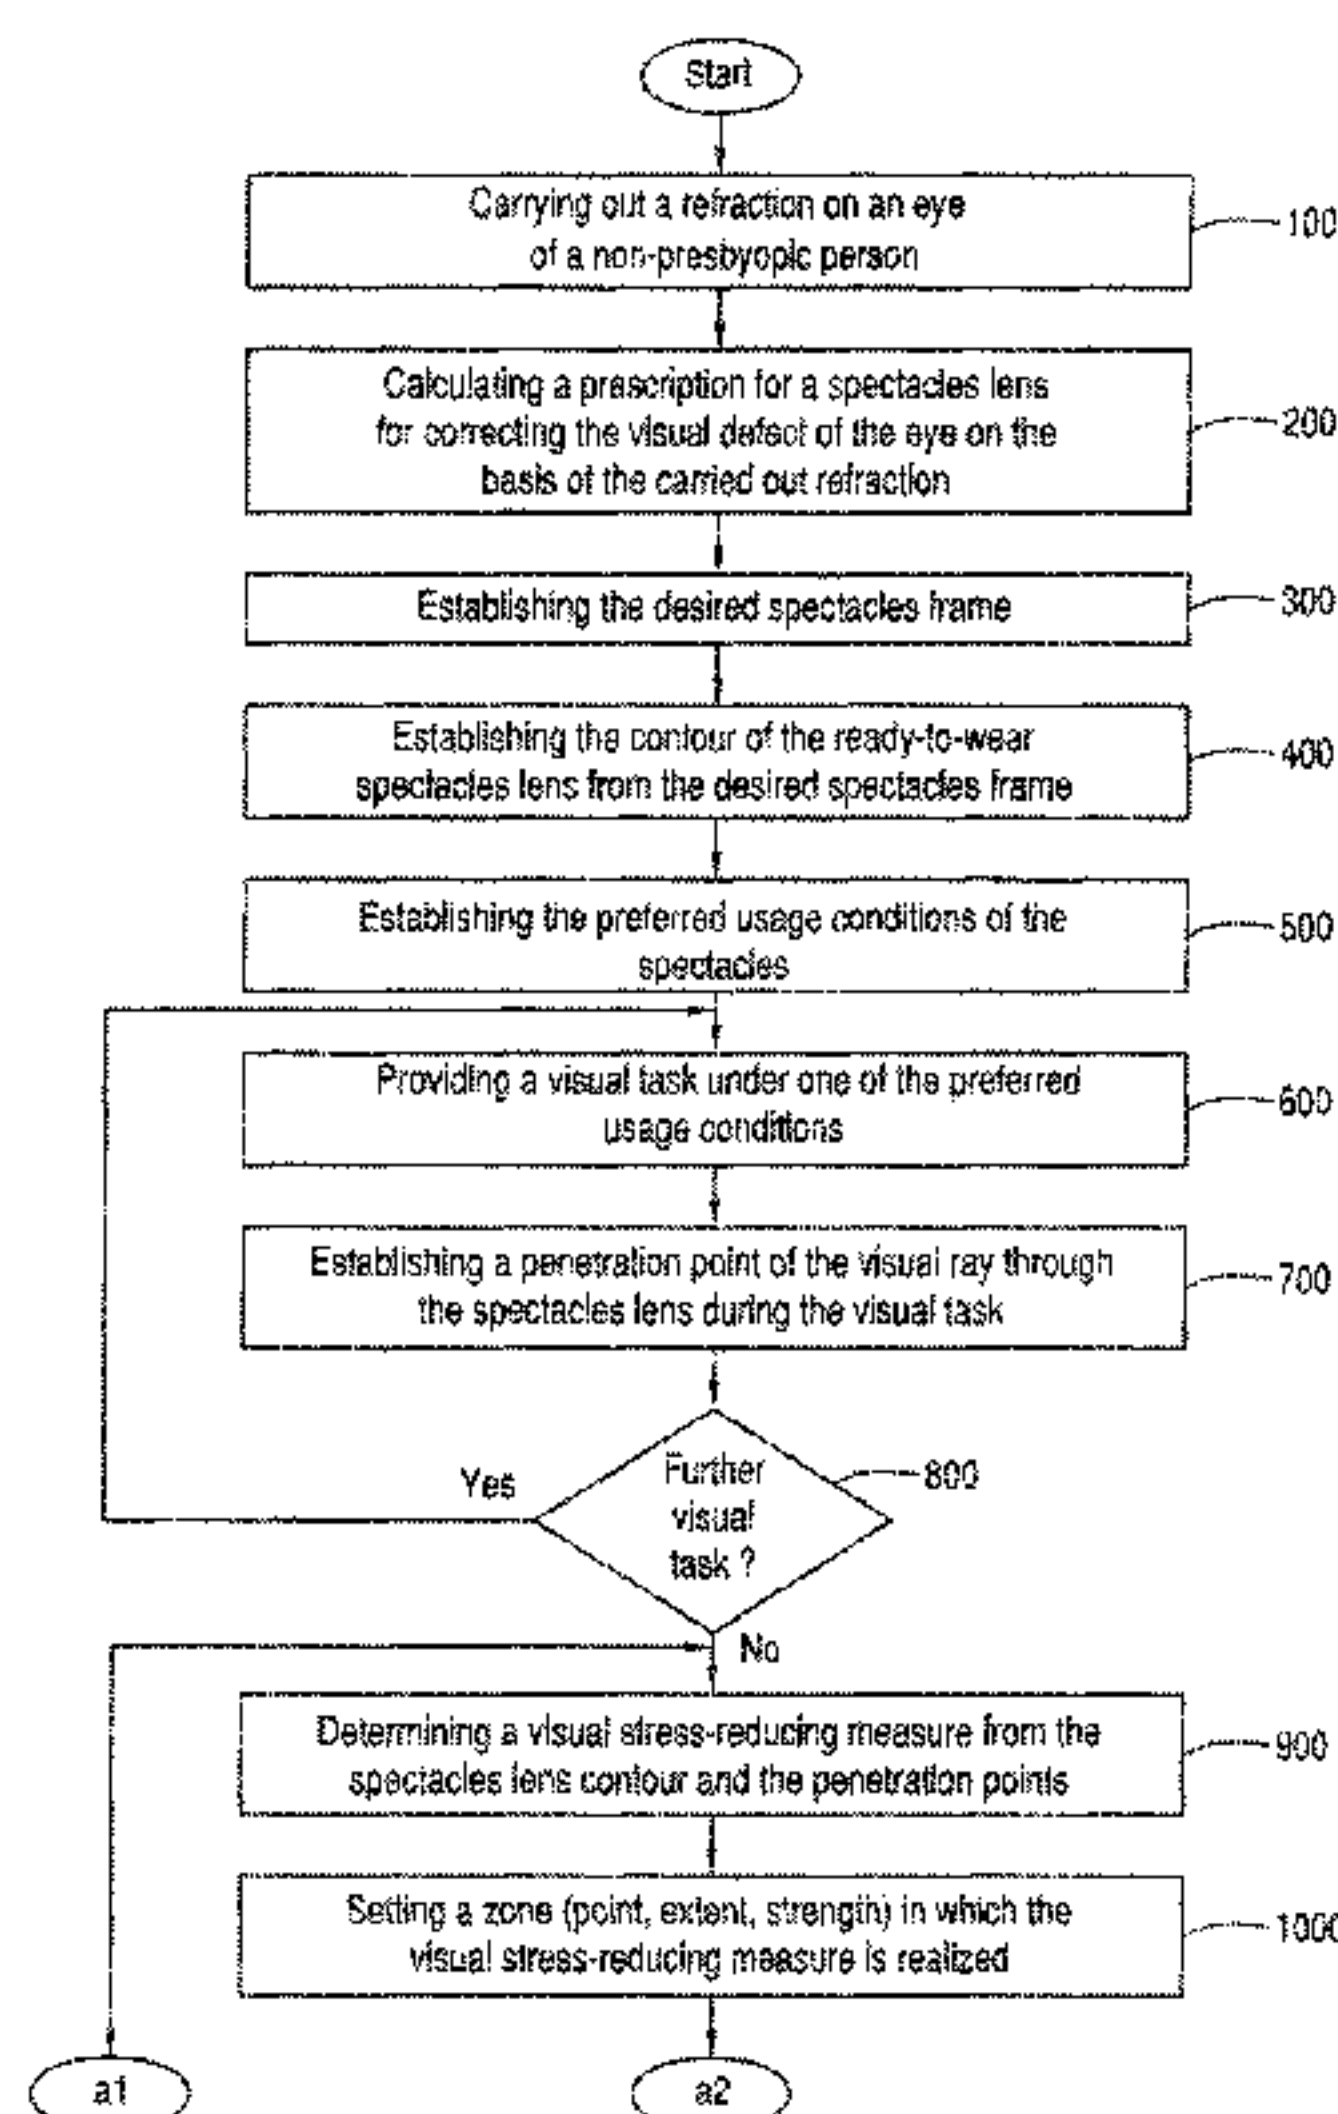 Start
Carrying out a refraction on an eye
of a non-presbyopic person
100
Calculating a prescription for a spectacles lens
for correcting the visual defect of the eye on the
basis of the carried out refraction
200
Establishing the desired spectacles frame
300
Establishing the contour of the ready-to-wear
spectacles lens from the desired spectacles frame
400
Establishing the preferred usage conditions of the
spectacles
500
Providing a visual task under one of the preferred
usage conditions
600
Establishing a penetration point of the visual ray through
the spectacles lens during the visual task
700
Further
visual
task ?
800
Yes
No
Determining a visual stress-reducing measure from the
spectacles lens contour and the penetration points
900
Setting a zone (point, extent, strength) in which the
visual stress-reducing measure is realized
1000
a1
a2